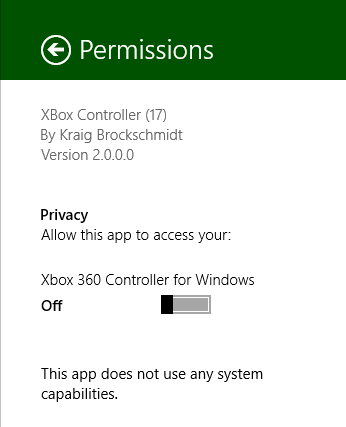 Permissions
XBox Controller (17)
By Kraig Brockschmidt
Version 2.0.0.0
Privacy
Allow this app to access your:
Xbox 360 Controller for Windows
Off
This app does not use any system
capabilities.